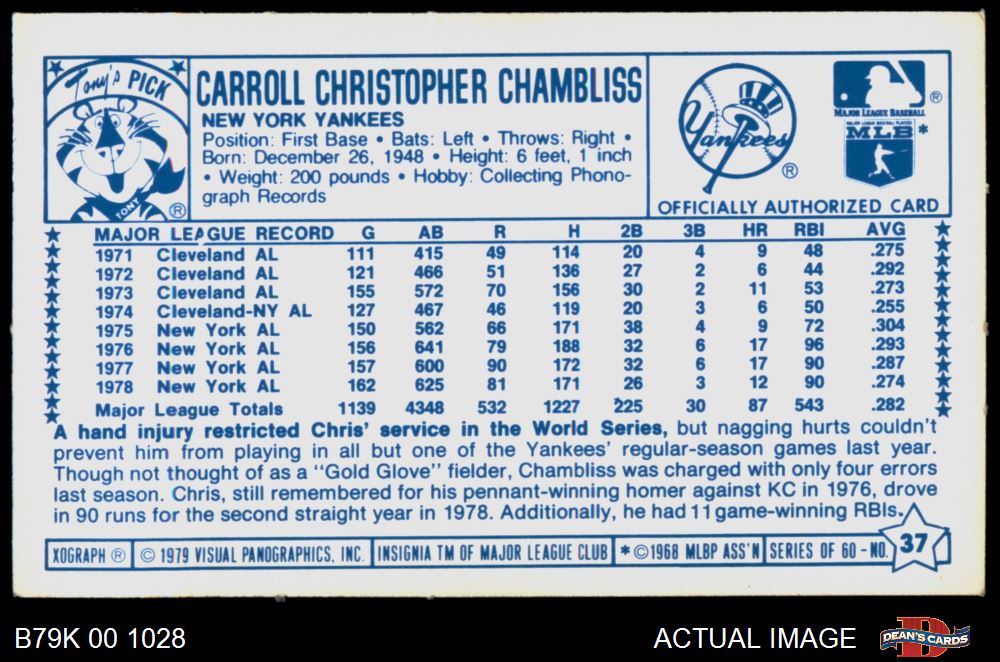 Tony's PICK
TONY
®
CARROLL CHRISTOPHER CHAMBLISS
NEW YORK YANKEES
Position: First Base • Bats: Left • Throws: Right •
Born: December 26, 1948 • Height: 6 feet, 1 inch
• Weight: 200 pounds • Hobby: Collecting Phono-
graph Records
Yankees
®
®
MAJOR LEAGUE BASEBALL
MAJOR LEAGUE BASEBALL PLAYERS
MLB *
OFFICIALLY AUTHORIZED CARD
MAJOR LEAGUE RECORD G AB R H 2B 3B HR RBI AVG
1971 Cleveland AL 111 415 49 114 20 4 9 48 .275
1972 Cleveland AL 121 466 51 136 27 2 6 44 .292
1973 Cleveland AL 155 572 70 156 30 2 11 53 .273
1974 Cleveland-NY AL 127 467 46 119 20 3 6 50 .255
1975 New York AL 150 562 66 171 38 4 9 72 .304
1976 New York AL 156 641 79 188 32 6 17 96 .293
1977 New York AL 157 600 90 172 32 6 17 90 .287
1978 New York AL 162 625 81 171 26 3 12 90 .274
Major League Totals 1139 4348 532 1227 225 30 87 543 .282
A hand injury restricted Chris' service in the World Series, but nagging hurts couldn't
prevent him from playing in all but one of the Yankees' regular-season games last year.
Though not thought of as a "Gold Glove" fielder, Chambliss was charged with only four errors
last season. Chris, still remembered for his pennant-winning homer against KC in 1976, drove
in 90 runs for the second straight year in 1978. Additionally, he had 11 game-winning RBIs.
XOGRAPH ® © 1979 VISUAL PANOGRAPHICS, INC. INSIGNIA TM OF MAJOR LEAGUE CLUB * ©1968 MLBP ASS'N SERIES OF 60 - NO. 37
B79K 00 1028
ACTUAL IMAGE
DEAN'S CARDS